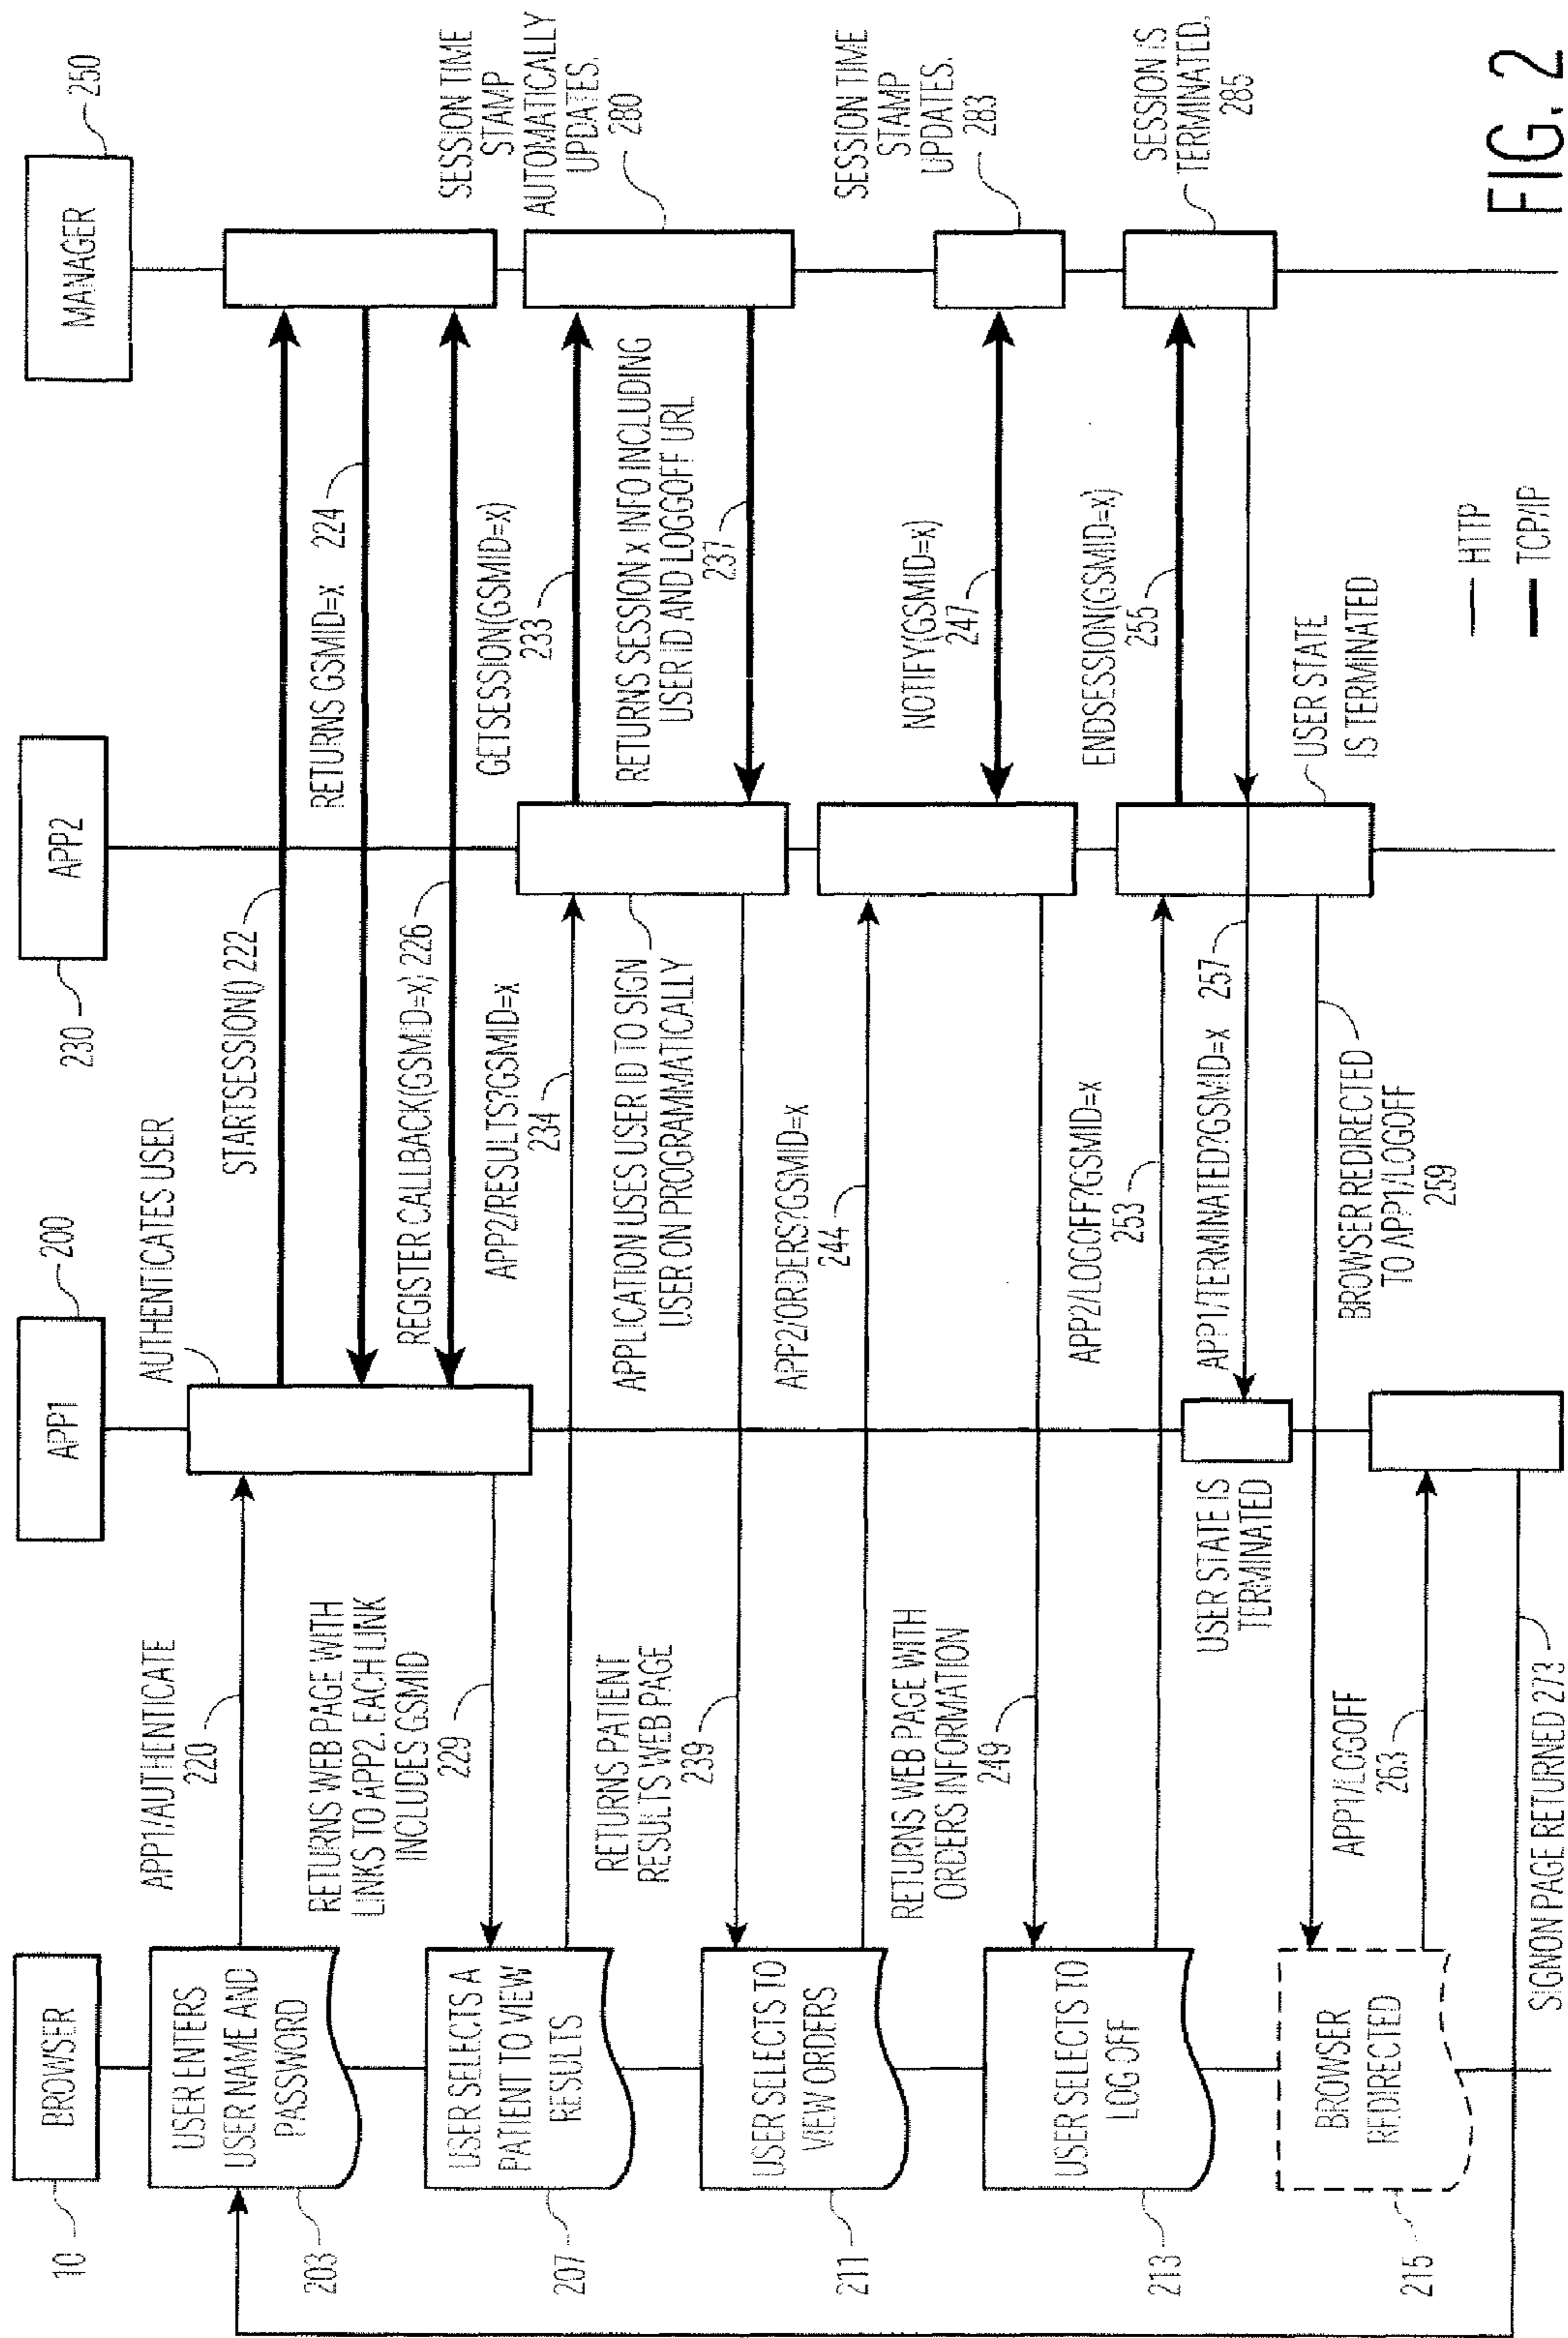 BROWSER
10
APP1
200
APP2
230
MANAGER
250
USER ENTERS
USER NAME AND
PASSWORD
203
APP1/AUTHENTICATE
220
AUTHENTICATES USER
STARTSESSION() 222
RETURNS GSMID=x 224
REGISTER CALLBACK(GSMID=x) 226
RETURNS WEB PAGE WITH
LINKS TO APP2. EACH LINK
INCLUDES GSMID
229
USER SELECTS A
PATIENT TO VIEW
RESULTS
207
APP2/RESULTS?GSMID=x
234
GETSESSION(GSMID=x)
233
SESSION TIME
STAMP
AUTOMATICALLY
UPDATES.
280
RETURNS SESSION x INFO INCLUDING
USER ID AND LOGGOFF URL
237
APPLICATION USES USER ID TO SIGN
USER ON PROGRAMMATICALLY
RETURNS PATIENT
RESULTS WEB PAGE
239
USER SELECTS TO
VIEW ORDERS
211
APP2/ORDERS?GSMID=x
244
NOTIFY(GSMID=x)
247
SESSION TIME
STAMP
UPDATES.
283
RETURNS WEB PAGE WITH
ORDERS INFORMATION
249
USER SELECTS TO
LOG OFF
213
APP2/LOGOFF?GSMID=x
253
ENDSESSION(GSMID=x)
255
SESSION IS
TERMINATED.
285
APP1/TERMINATED?GSMID=x 257
USER STATE IS
TERMINATED
USER STATE
IS TERMINATED
BROWSER REDIRECTED
TO APP1/LOGOFF
259
BROWSER
REDIRECTED
215
APP1/LOGOFF
263
SIGNON PAGE RETURNED 273
HTTP
TCP/IP
FIG. 2